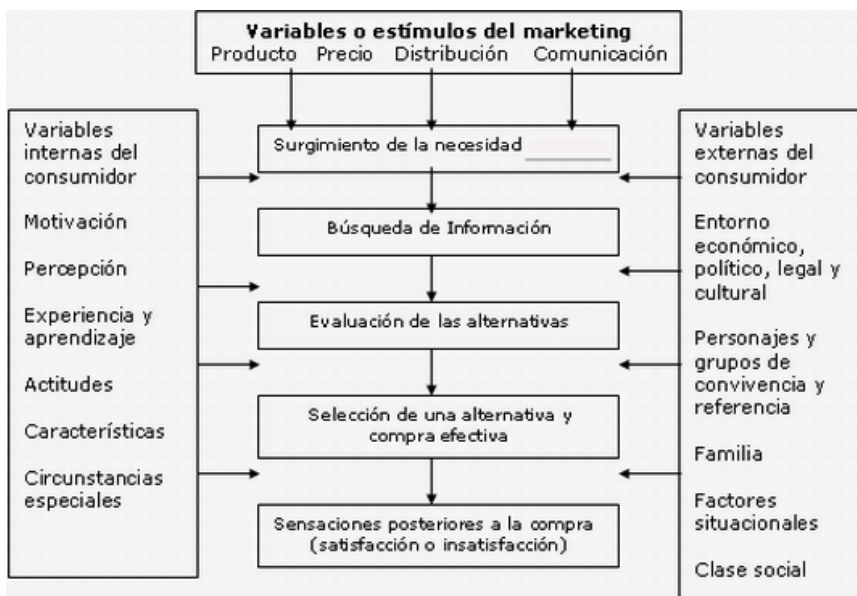 Variables o estímulos del marketing
Producto Precio Distribución Comunicación
Variables
internas del
consumidor
Motivación
Percepción
Experiencia y
aprendizaje
Actitudes
Características
Circunstancias
especiales
Surgimiento de la necesidad
Búsqueda de Información
Evaluación de las alternativas
Selección de una alternativa y
compra efectiva
Sensaciones posteriores a la compra
(satisfacción o insatisfacción)
Variables
externas del
consumidor
Entorno
económico,
político, legal y
cultural
Personajes y
grupos de
convivencia y
referencia
Familia
Factores
situacionales
Clase social